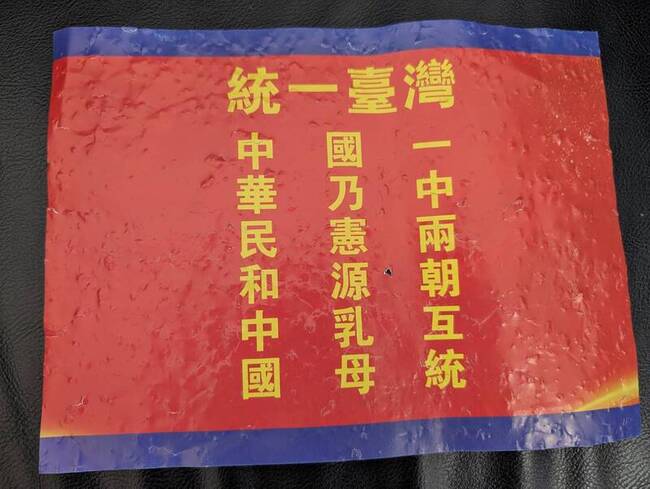 統一臺灣
一中兩朝互統
國乃憲源乳母
中華民和中國